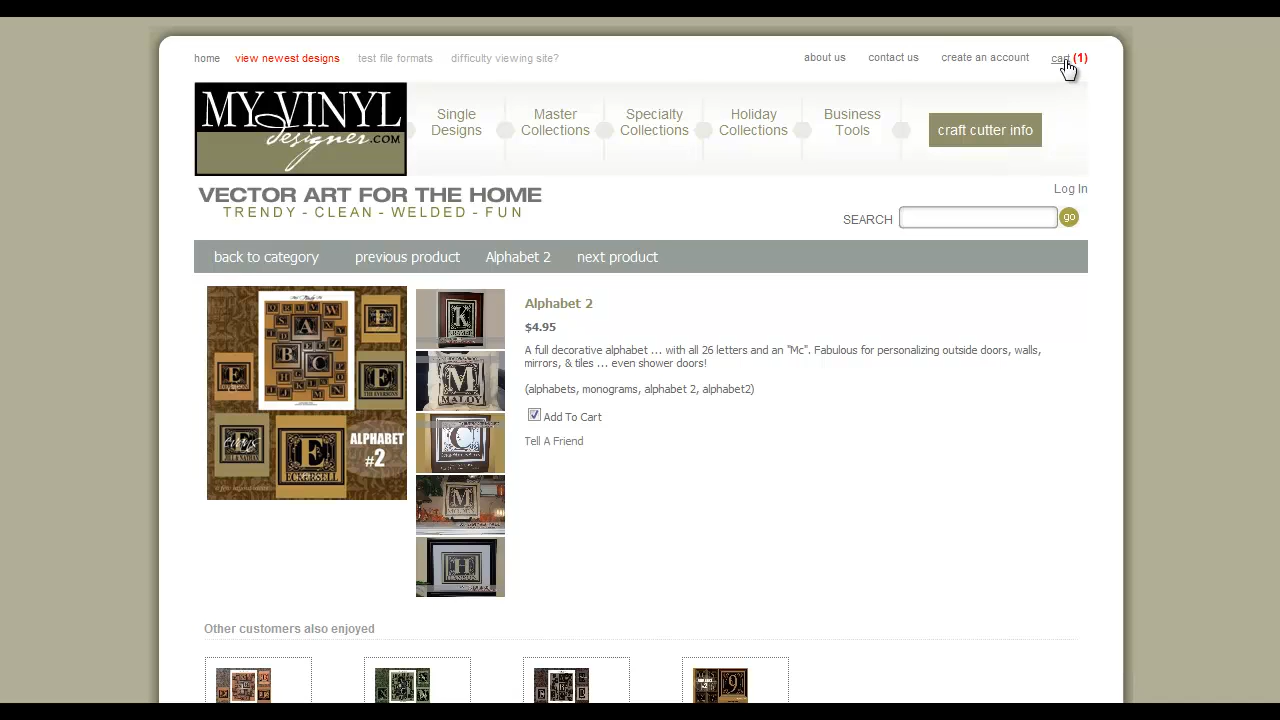 home view newest designs test file formats difficulty viewing site? about us contact us create an account cart (1)
MY VINYL
designer.COM
Single Designs
Master Collections
Specialty Collections
Holiday Collections
Business Tools
craft cutter info
VECTOR ART FOR THE HOME
TRENDY - CLEAN - WELDED - FUN
Log In
SEARCH go
back to category previous product Alphabet 2 next product
Alphabet 2
$4.95
A full decorative alphabet ... with all 26 letters and an "Mc". Fabulous for personalizing outside doors, walls,
mirrors, & tiles ... even shower doors!
(alphabets, monograms, alphabet 2, alphabet2)
Add To Cart
Tell A Friend
A
B C
E
E
E
E
E
ECKERSELL
ALPHABET
#2
K
M
MALOY
C
M
H
Other customers also enjoyed
9